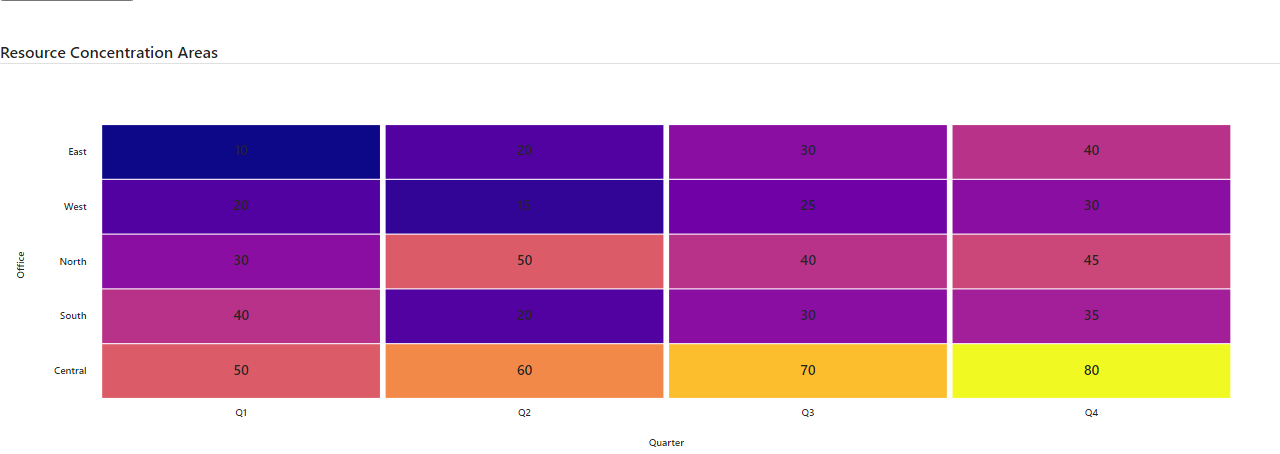 Resource Concentration Areas
East 10 20 30 40
West 20 15 25 30
North 30 50 40 45
South 40 20 30 35
Central 50 60 70 80
Q1 Q2 Q3 Q4
Office
Quarter